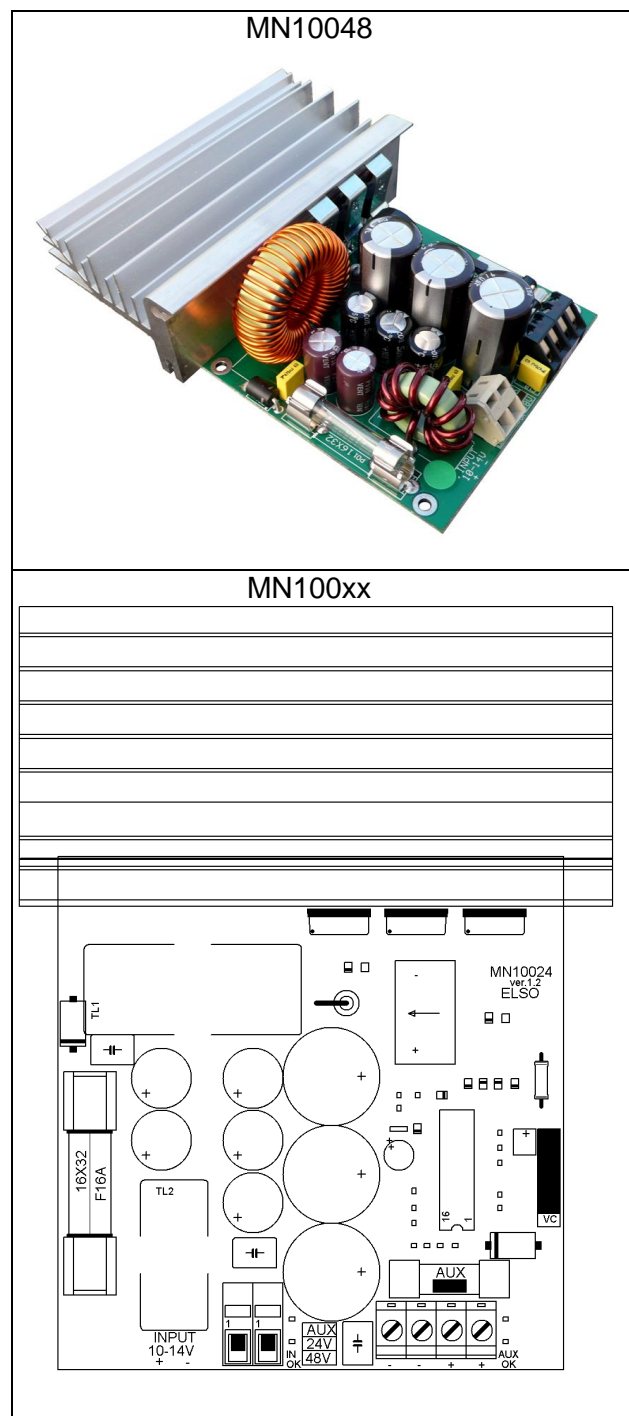 MN10048
16X32
INPUT
10-14V
+ -
MN100xx
MN10024
ver.1.2
ELSO
TL1
-
+
+
+
+
+
+
+
+
+
+
+
+
16X32
F16A
TL2
16
1
VC
AUX
1
1
INPUT
10-14V
+ -
IN
OK
AUX
24V
48V
- - + +
AUX
OK